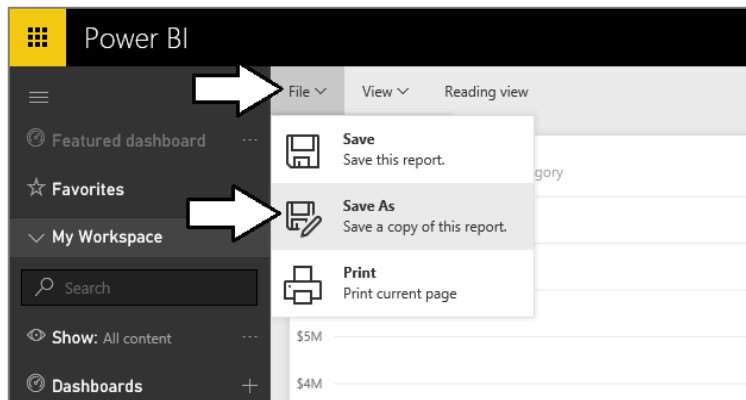 Power BI
File View Reading view
Featured dashboard ...
Favorites
My Workspace
Search
Show: All content ...
Dashboards +
Save
Save this report.
Save As
Save a copy of this report.
Print
Print current page
gory
$5M
$4M